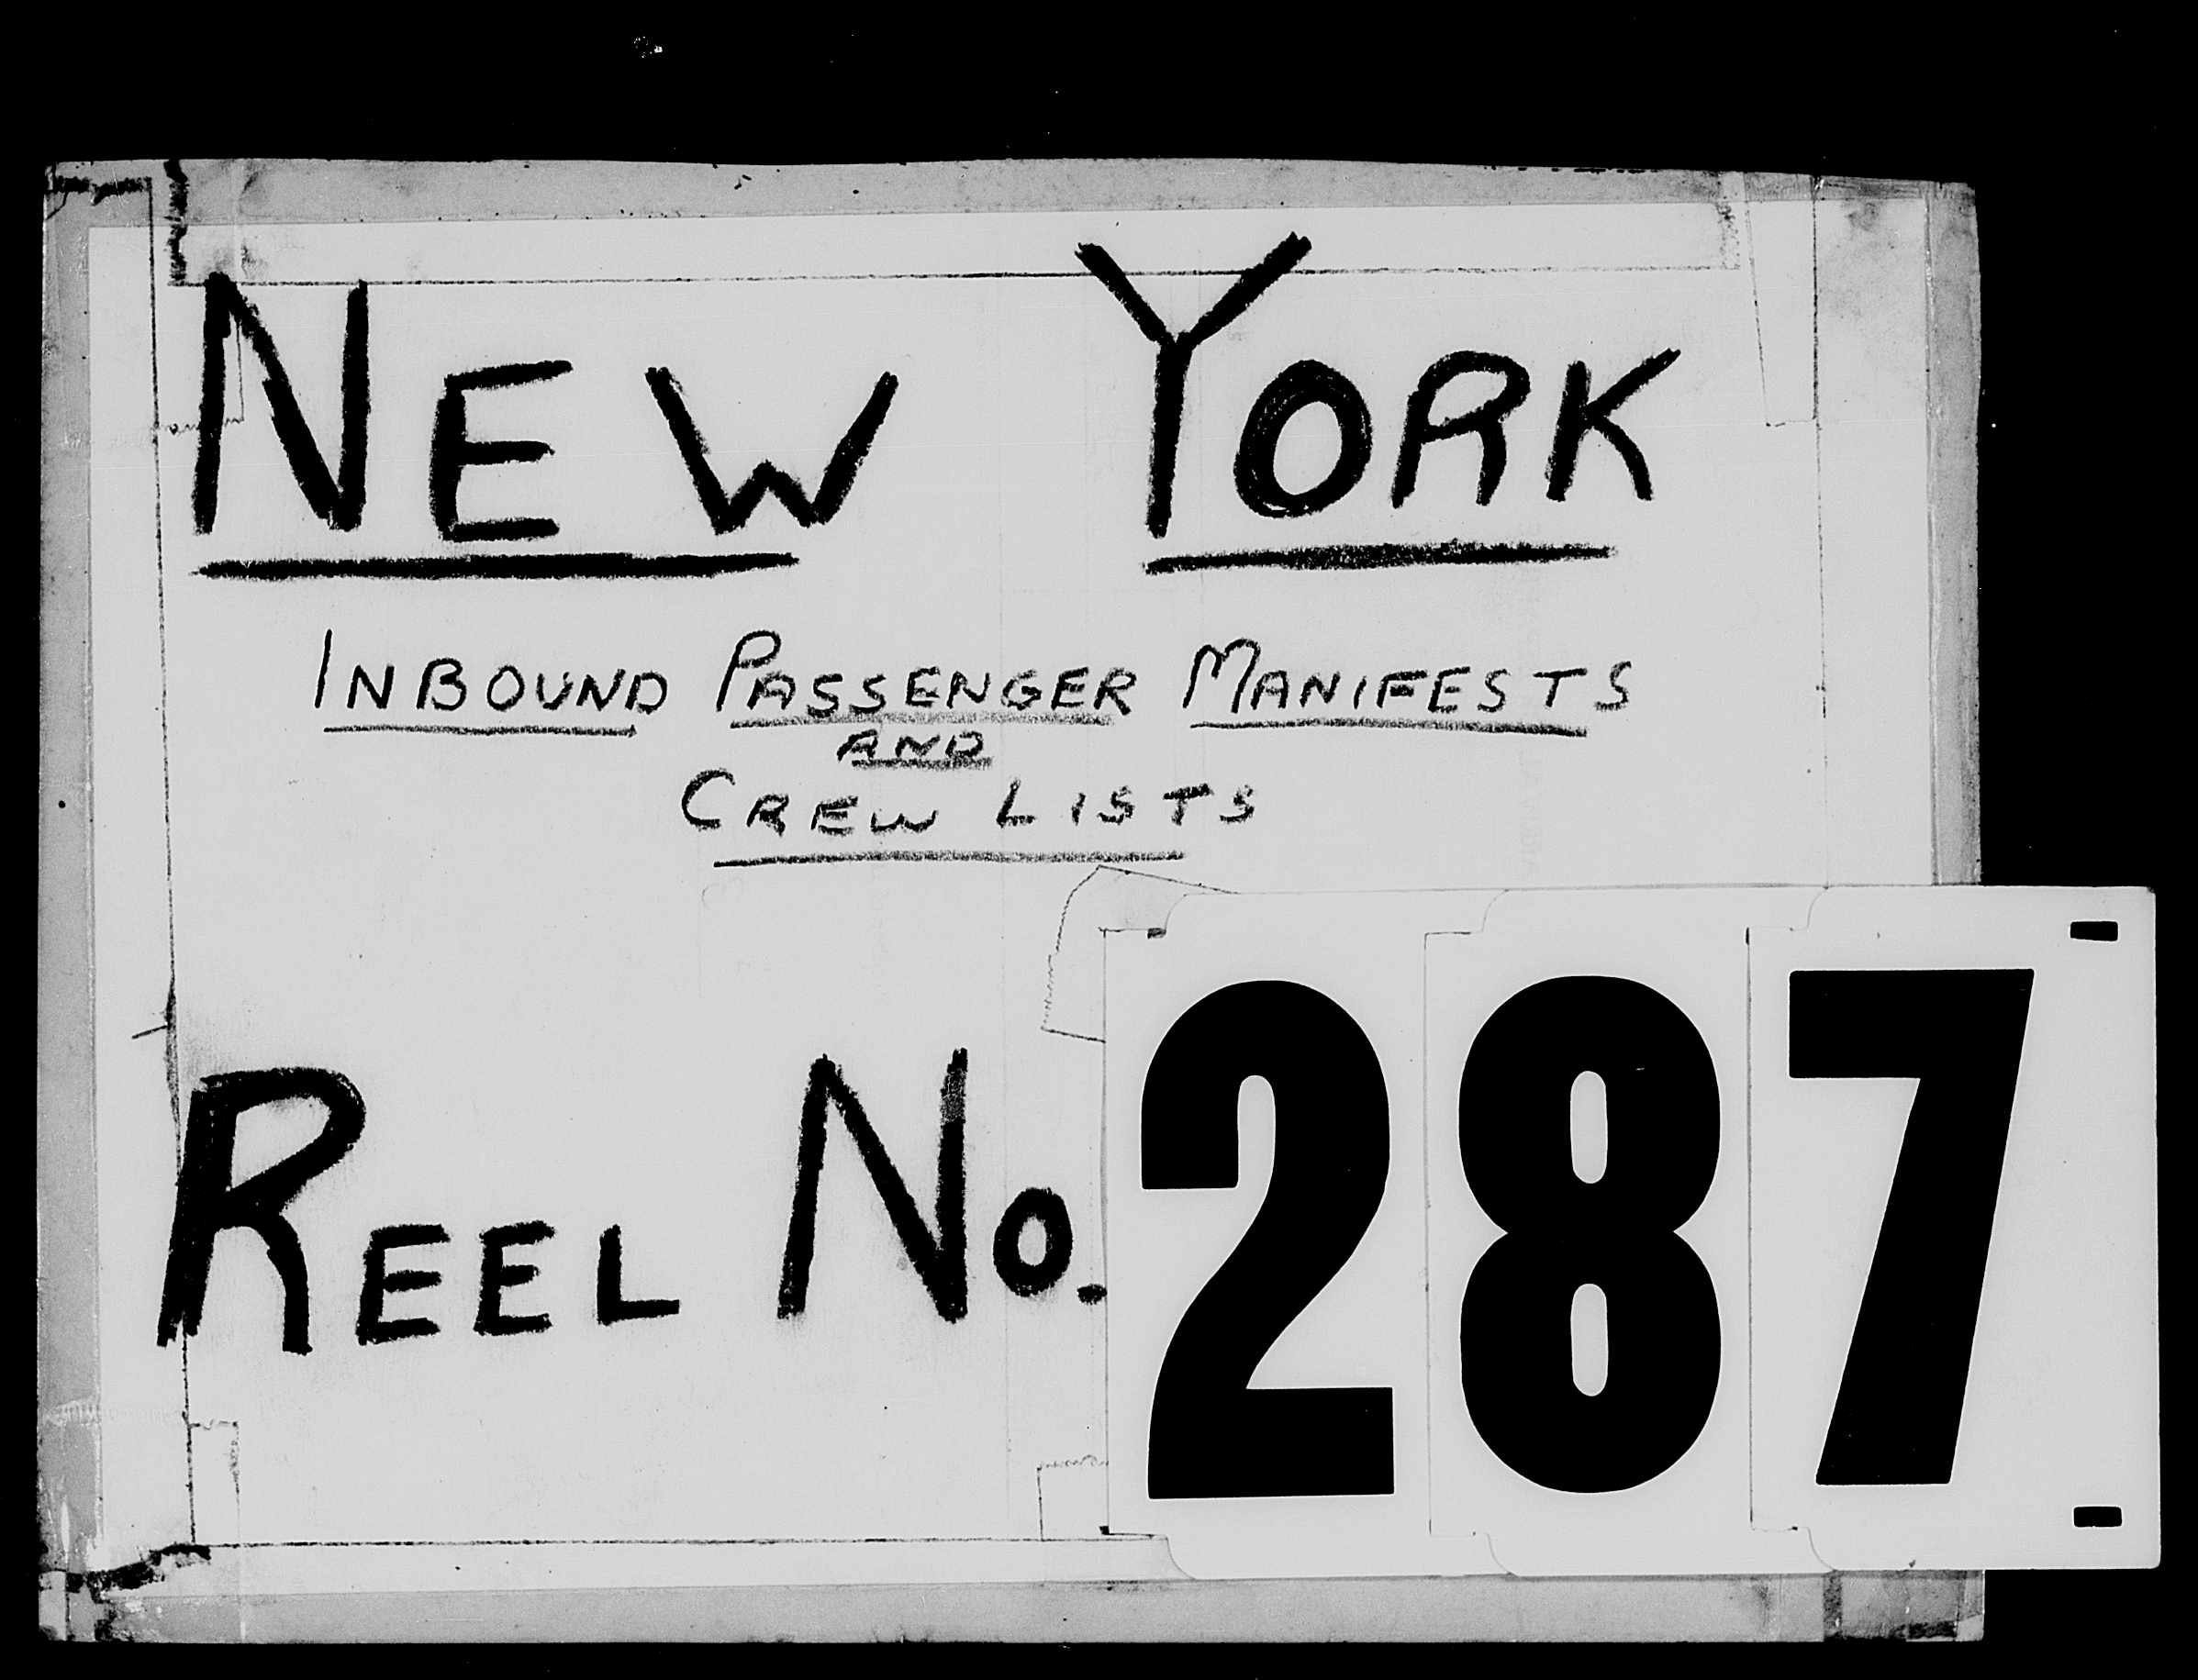 NEW YORK
INBOUND PASSENGER MANIFESTS
AND
CREW LISTS
REEL NO. 287